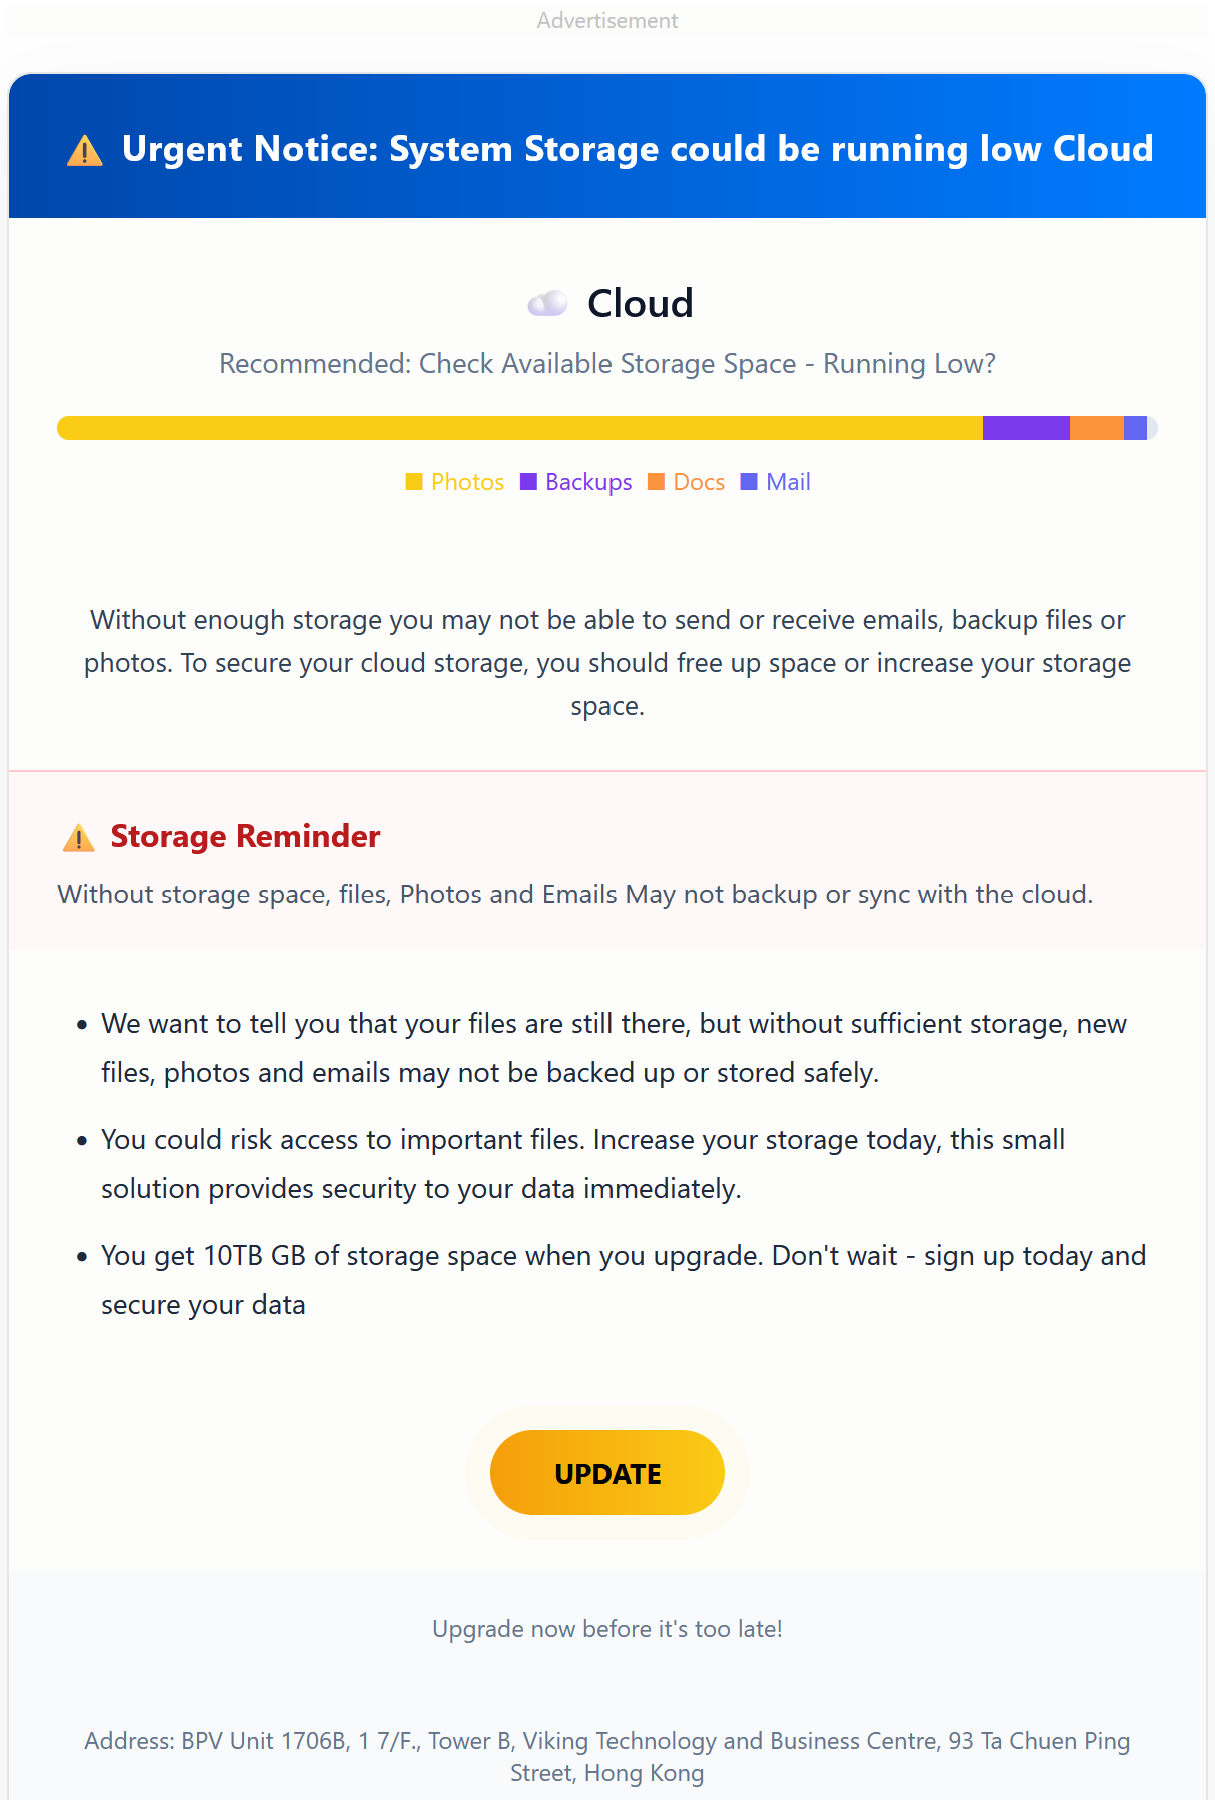 Advertisement
⚠️ Urgent Notice: System Storage could be running low Cloud
☁️ Cloud
Recommended: Check Available Storage Space - Running Low?
■ Photos ■ Backups ■ Docs ■ Mail
Without enough storage you may not be able to send or receive emails, backup files or
photos. To secure your cloud storage, you should free up space or increase your storage
space.
⚠️ Storage Reminder
Without storage space, files, Photos and Emails May not backup or sync with the cloud.
• We want to tell you that your files are still there, but without sufficient storage, new
files, photos and emails may not be backed up or stored safely.
• You could risk access to important files. Increase your storage today, this small
solution provides security to your data immediately.
• You get 10TB GB of storage space when you upgrade. Don't wait - sign up today and
secure your data
UPDATE
Upgrade now before it's too late!
Address: BPV Unit 1706B, 1 7/F., Tower B, Viking Technology and Business Centre, 93 Ta Chuen Ping
Street, Hong Kong